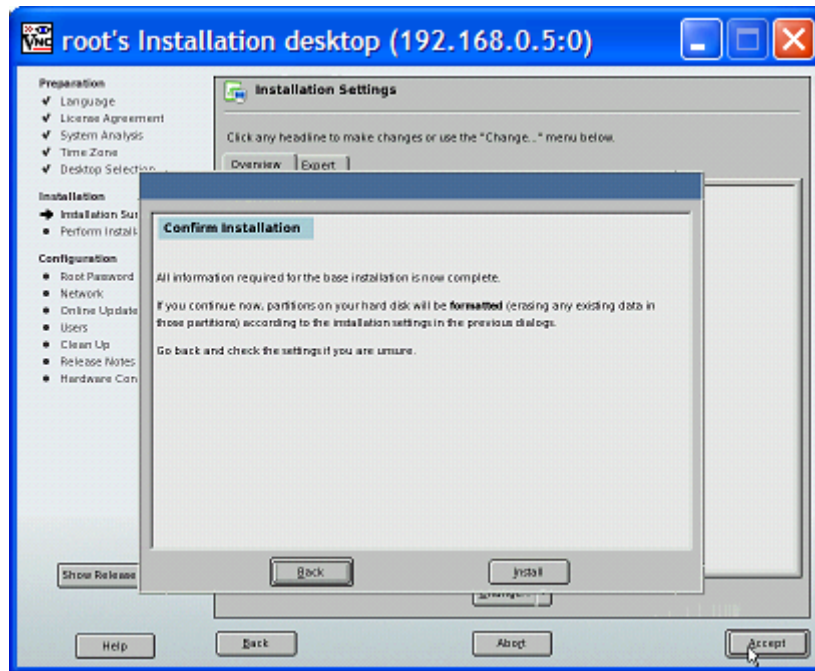 VNC root's Installation desktop (192.168.0.5:0)
Preparation
Language
License Agreement
System Analysis
Time Zone
Desktop Selection
Installation
Installation Sur
Perform Install
Configuration
Root Password
Network
Online Update
Users
Clean Up
Release Notes
Hardware Con
Show Release
Help
Installation Settings
Click any headline to make changes or use the "Change..." menu below.
Overview Expert
Confirm Installation
All information required for the base installation is now complete.
If you continue now, partitions on your hard disk will be formatted (erasing any existing data in
those partitions) according to the installation settings in the previous dialogs.
Go back and check the settings if you are unsure.
Back Install
Change...
Back Abort Accept